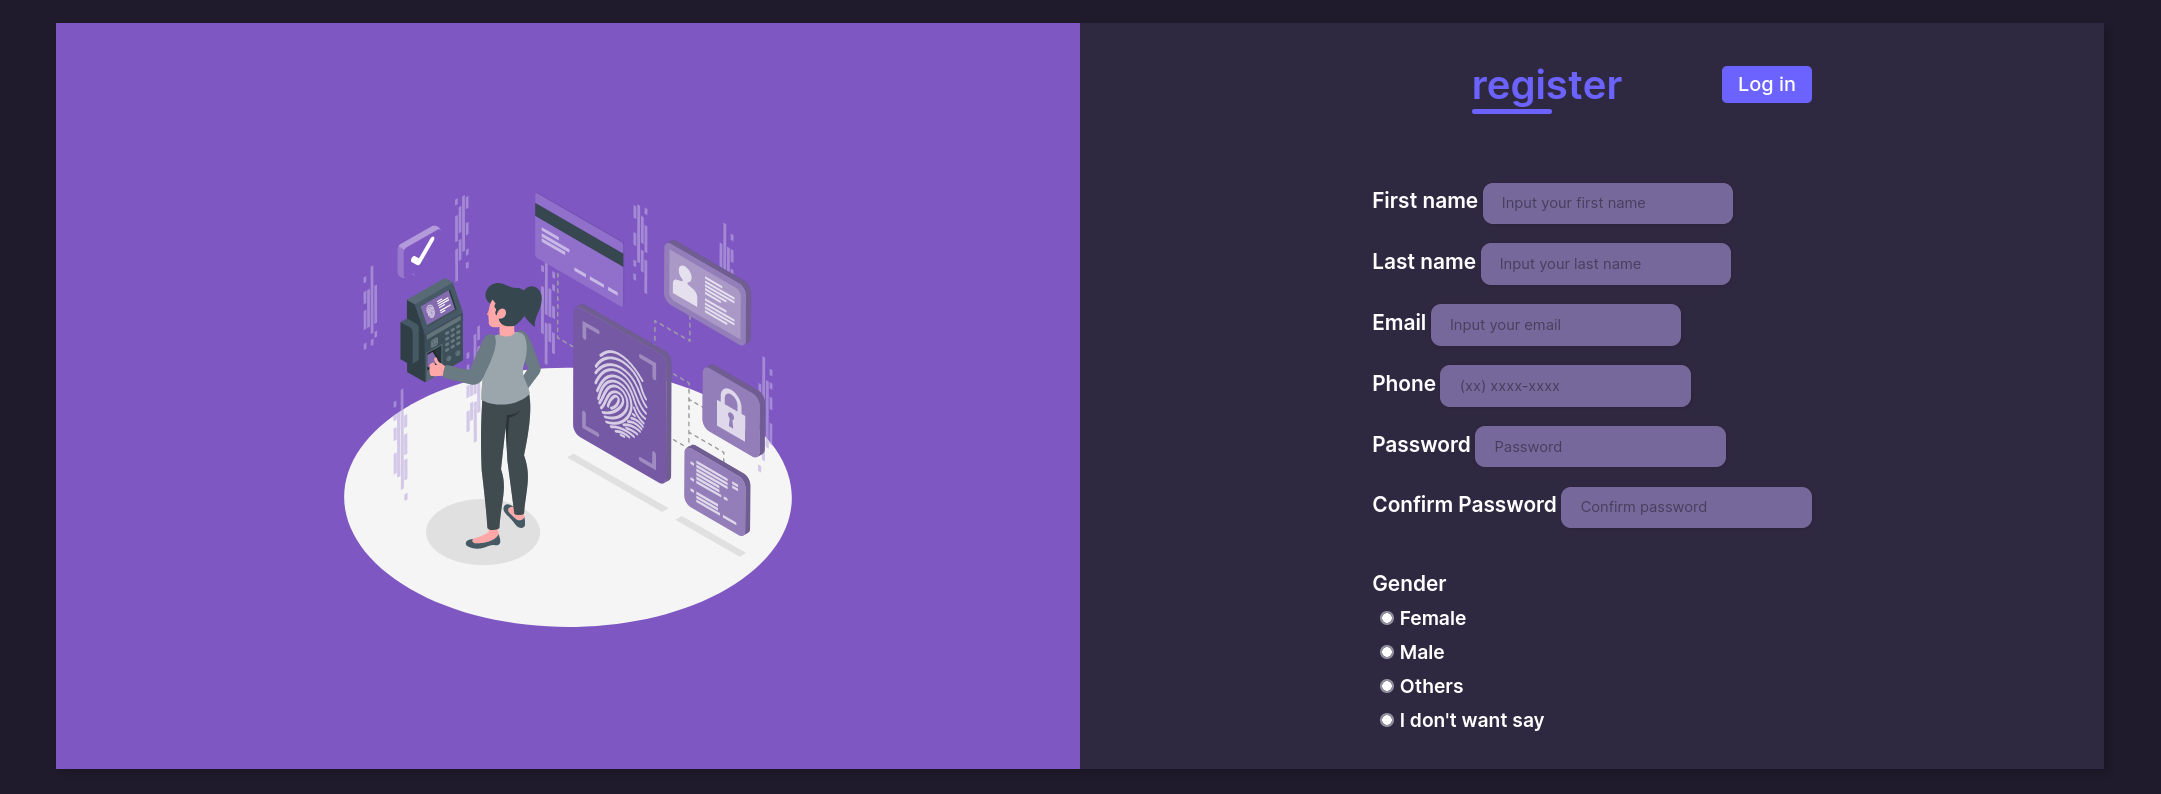 register
Log in
First name Input your first name
Last name Input your last name
Email Input your email
Phone (xx) xxxx-xxxx
Password Password
Confirm Password Confirm password
Gender
Female
Male
Others
I don't want say